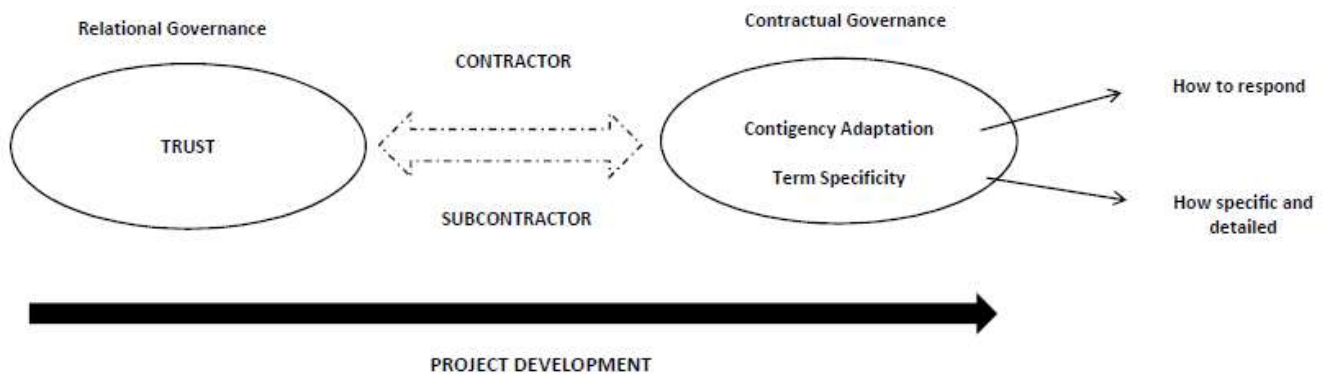 Relational Governance
Contractual Governance
CONTRACTOR
How to respond
TRUST
Contigency Adaptation
Term Specificity
SUBCONTRACTOR
How specific and
detailed
PROJECT DEVELOPMENT